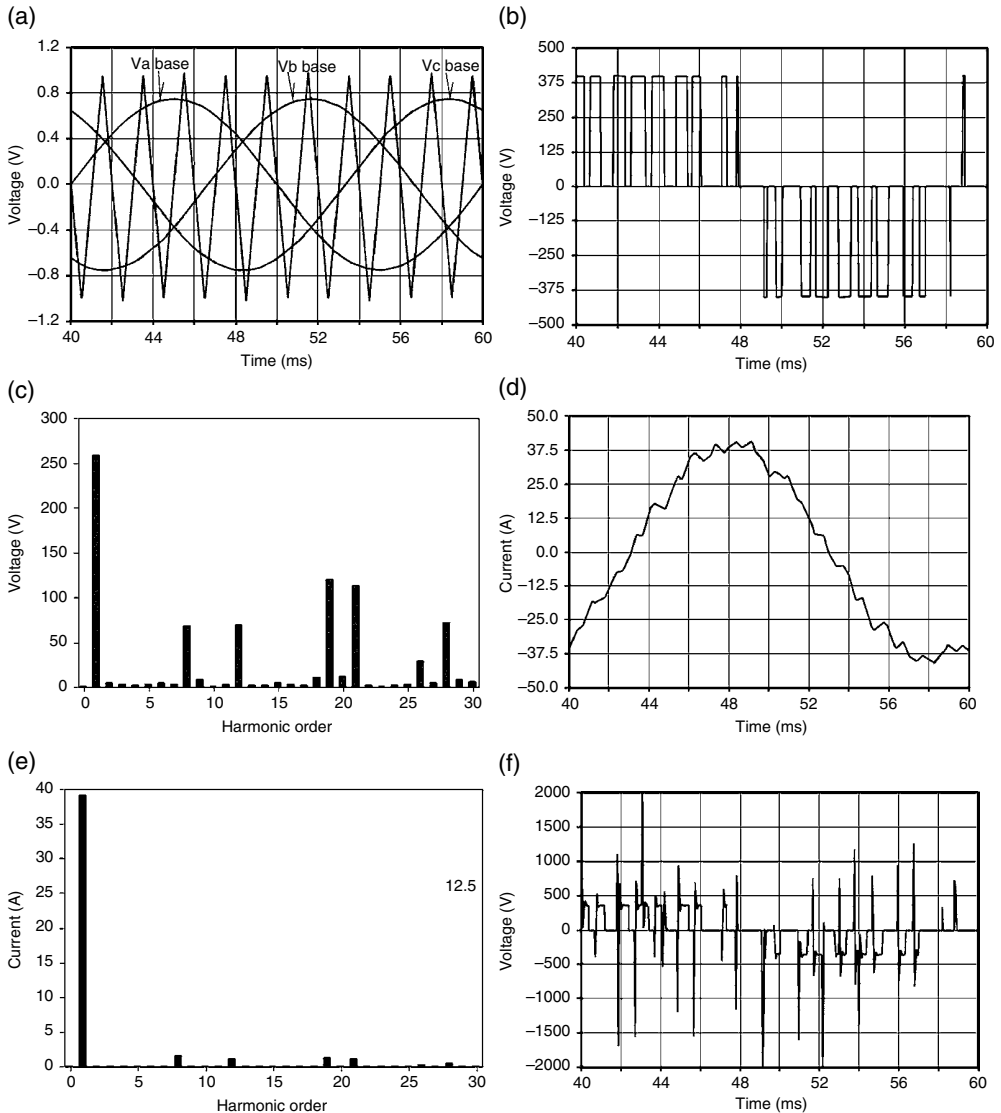 (a)
1.2
0.8
0.4
0.0
−0.4
−0.8
−1.2
Voltage (V)
Va base
Vb base
Vc base
40 44 48 52 56 60
Time (ms)
(b)
500
375
250
125
0
−125
−250
−375
−500
Voltage (V)
40 44 48 52 56 60
Time (ms)
(c)
300
250
200
150
100
50
0
Voltage (V)
0 5 10 15 20 25 30
Harmonic order
(d)
50.0
37.5
25.0
12.5
0.0
−12.5
−25.0
−37.5
−50.0
Current (A)
40 44 48 52 56 60
Time (ms)
(e)
40
35
30
25
20
15
10
5
0
Current (A)
12.5
0 5 10 15 20 25 30
Harmonic order
(f)
2000
1500
1000
500
0
−500
−1000
−1500
−2000
Voltage (V)
40 44 48 52 56 60
Time (ms)